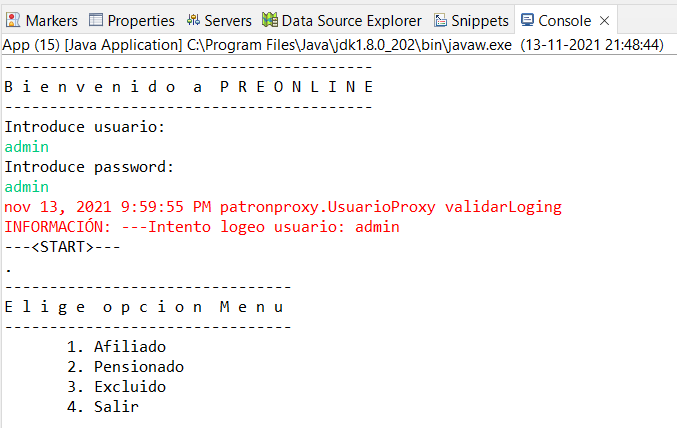 Markers Properties Servers Data Source Explorer Snippets Console
App (15) [Java Application] C:\Program Files\Java\jdk1.8.0_202\bin\javaw.exe (13-11-2021 21:48:44)
----------------------------------------
B i e n v e n i d o  a  P R E O N L I N E
----------------------------------------
Introduce usuario:
admin
Introduce password:
admin
nov 13, 2021 9:59:55 PM patronproxy.UsuarioProxy validarLoging
INFORMACIÓN: ---Intento logeo usuario: admin
---<START>---
.
-------------------------------
E l i g e  o p c i o n  M e n u
-------------------------------
1. Afiliado
2. Pensionado
3. Excluido
4. Salir